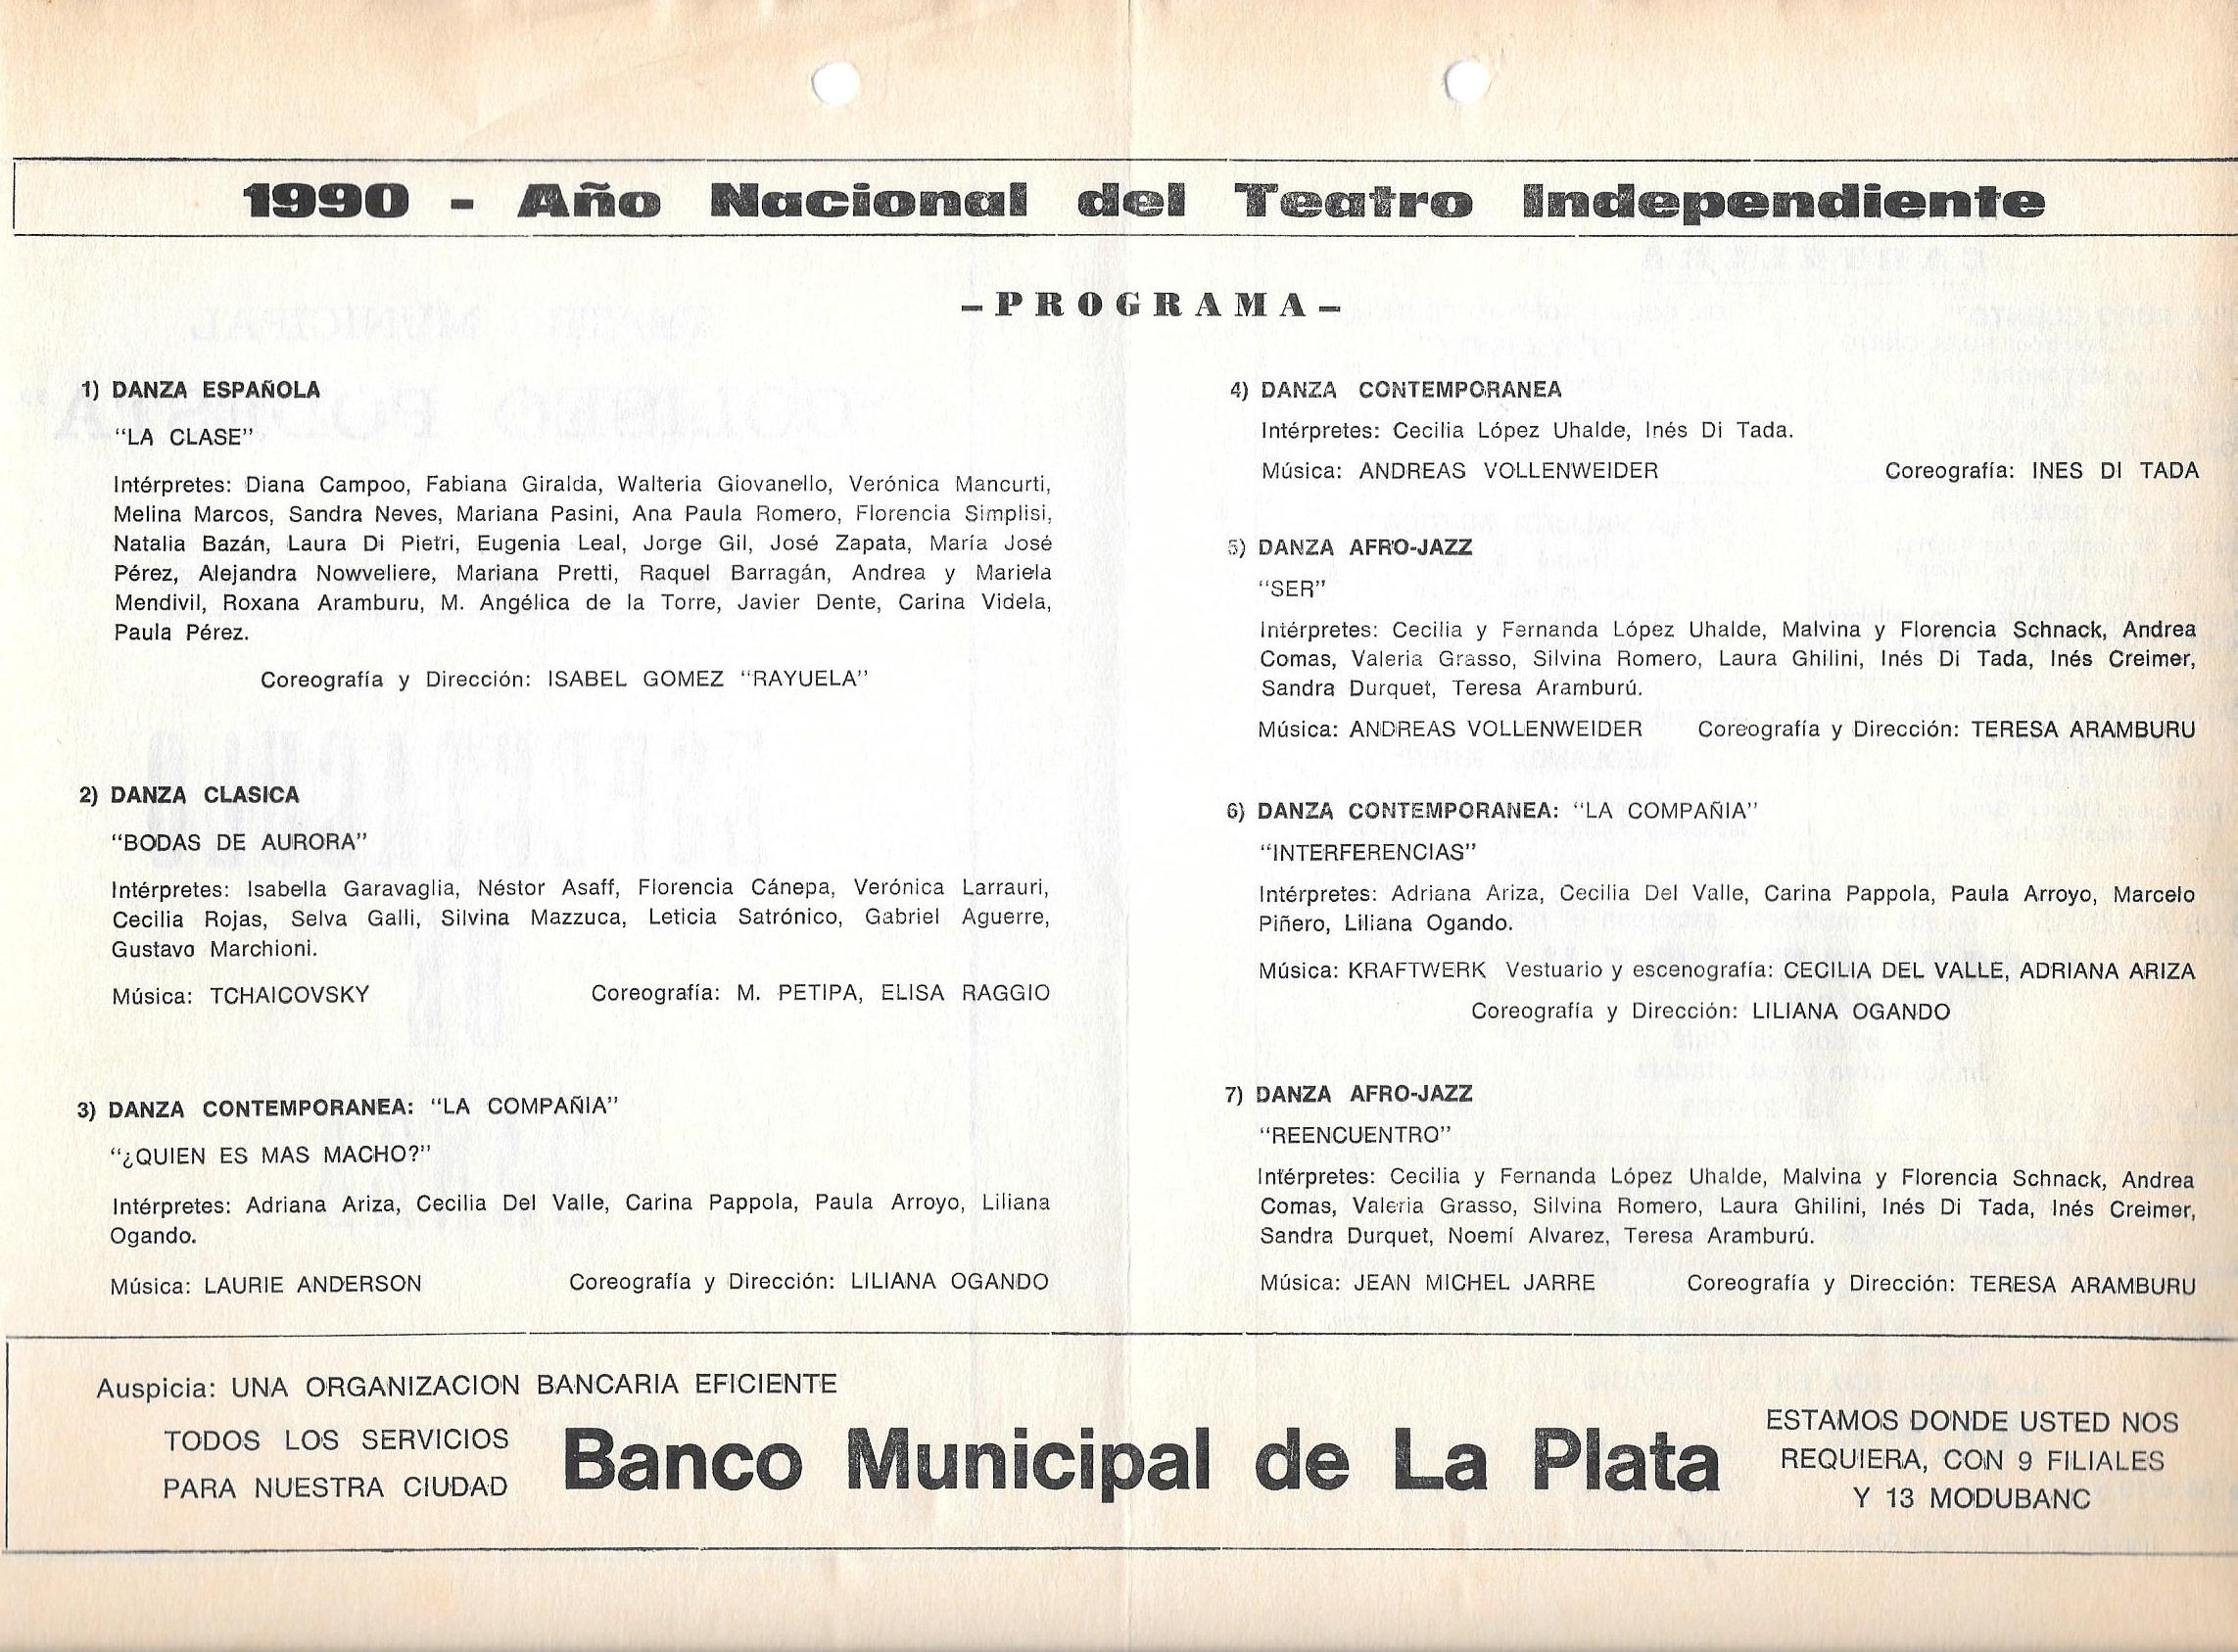 1990 - Año Nacional del Teatro Independiente
– PROGRAMA –
1) DANZA ESPAÑOLA
“LA CLASE”
Intérpretes: Diana Campoo, Fabiana Giralda, Walteria Giovanello, Verónica Mancurti,
Melina Marcos, Sandra Neves, Mariana Pasini, Ana Paula Romero, Florencia Simplisi,
Natalia Bazán, Laura Di Pietri, Eugenia Leal, Jorge Gil, José Zapata, María José
Pérez, Alejandra Nowveliere, Mariana Pretti, Raquel Barragán, Andrea y Mariela
Mendivil, Roxana Aramburu, M. Angélica de la Torre, Javier Dente, Carina Videla,
Paula Pérez.
Coreografía y Dirección: ISABEL GOMEZ “RAYUELA”
2) DANZA CLASICA
“BODAS DE AURORA”
Intérpretes: Isabella Garavaglia, Néstor Asaff, Florencia Cánepa, Verónica Larrauri,
Cecilia Rojas, Selva Galli, Silvina Mazzuca, Leticia Satrónico, Gabriel Aguerre,
Gustavo Marchioni.
Música: TCHAICOVSKY Coreografía: M. PETIPA, ELISA RAGGIO
3) DANZA CONTEMPORANEA: “LA COMPAÑIA”
“¿QUIEN ES MAS MACHO?”
Intérpretes: Adriana Ariza, Cecilia Del Valle, Carina Pappola, Paula Arroyo, Liliana
Ogando.
Música: LAURIE ANDERSON Coreografía y Dirección: LILIANA OGANDO
4) DANZA CONTEMPORANEA
Intérpretes: Cecilia López Uhalde, Inés Di Tada.
Música: ANDREAS VOLLENWEIDER Coreografía: INES DI TADA
5) DANZA AFRO-JAZZ
“SER”
Intérpretes: Cecilia y Fernanda López Uhalde, Malvina y Florencia Schnack, Andrea
Comas, Valeria Grasso, Silvina Romero, Laura Ghilini, Inés Di Tada, Inés Creimer,
Sandra Durquet, Teresa Aramburú.
Música: ANDREAS VOLLENWEIDER Coreografía y Dirección: TERESA ARAMBURU
6) DANZA CONTEMPORANEA: “LA COMPAÑIA”
“INTERFERENCIAS”
Intérpretes: Adriana Ariza, Cecilia Del Valle, Carina Pappola, Paula Arroyo, Marcelo
Piñero, Liliana Ogando.
Música: KRAFTWERK Vestuario y escenografía: CECILIA DEL VALLE, ADRIANA ARIZA
Coreografía y Dirección: LILIANA OGANDO
7) DANZA AFRO-JAZZ
“REENCUENTRO”
Intérpretes: Cecilia y Fernanda López Uhalde, Malvina y Florencia Schnack, Andrea
Comas, Valeria Grasso, Silvina Romero, Laura Ghilini, Inés Di Tada, Inés Creimer,
Sandra Durquet, Noemí Alvarez, Teresa Aramburú.
Música: JEAN MICHEL JARRE Coreografía y Dirección: TERESA ARAMBURU
Auspicia: UNA ORGANIZACION BANCARIA EFICIENTE
TODOS LOS SERVICIOS
PARA NUESTRA CIUDAD
Banco Municipal de La Plata
ESTAMOS DONDE USTED NOS
REQUIERA, CON 9 FILIALES
Y 13 MODUBANC